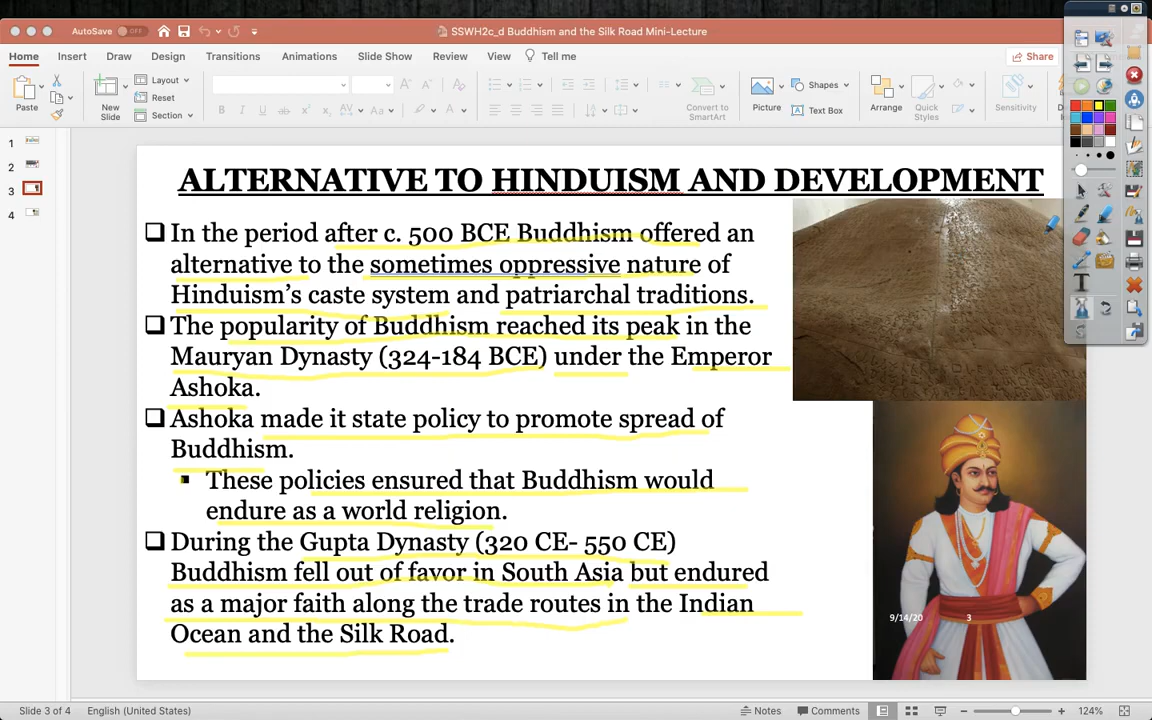 AutoSave OFF
SSWH2c_d Buddhism and the Silk Road Mini-Lecture
Home Insert Draw Design Transitions Animations Slide Show Review View Tell me Share
Paste
New Slide
Layout
Reset
Section
B I U ab x² x₂ AV Aa A
Convert to SmartArt
Picture
Shapes
Text Box
Arrange
Quick Styles
Sensitivity
1
2
3
4
ALTERNATIVE TO HINDUISM AND DEVELOPMENT
❑ In the period after c. 500 BCE Buddhism offered an
alternative to the sometimes oppressive nature of
Hinduism’s caste system and patriarchal traditions.
❑ The popularity of Buddhism reached its peak in the
Mauryan Dynasty (324-184 BCE) under the Emperor
Ashoka.
❑ Ashoka made it state policy to promote spread of
Buddhism.
▪ These policies ensured that Buddhism would
endure as a world religion.
❑ During the Gupta Dynasty (320 CE- 550 CE)
Buddhism fell out of favor in South Asia but endured
as a major faith along the trade routes in the Indian
Ocean and the Silk Road.
9/14/20 3
T
Slide 3 of 4 English (United States) Notes Comments 124%